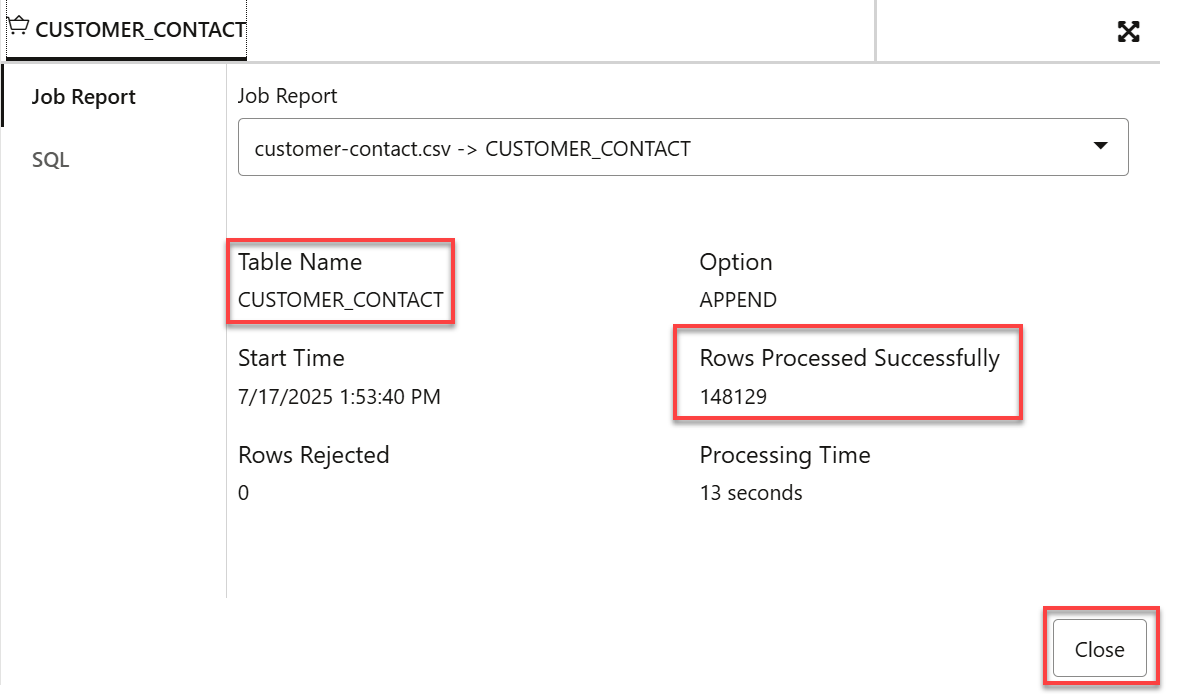 CUSTOMER_CONTACT
Job Report
SQL
Job Report
customer-contact.csv -> CUSTOMER_CONTACT
Table Name
CUSTOMER_CONTACT
Option
APPEND
Start Time
7/17/2025 1:53:40 PM
Rows Processed Successfully
148129
Rows Rejected
0
Processing Time
13 seconds
Close